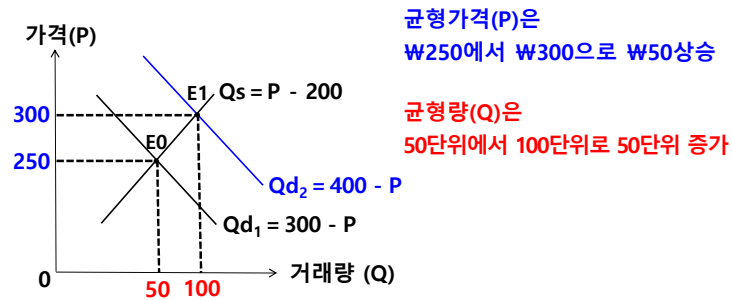 가격(P)
300
250
0
50
100
거래량 (Q)
E0
E1
Qs = P - 200
Qd₂ = 400 - P
Qd₁ = 300 - P
균형가격(P)은
₩250에서 ₩300으로 ₩50상승
균형량(Q)은
50단위에서 100단위로 50단위 증가